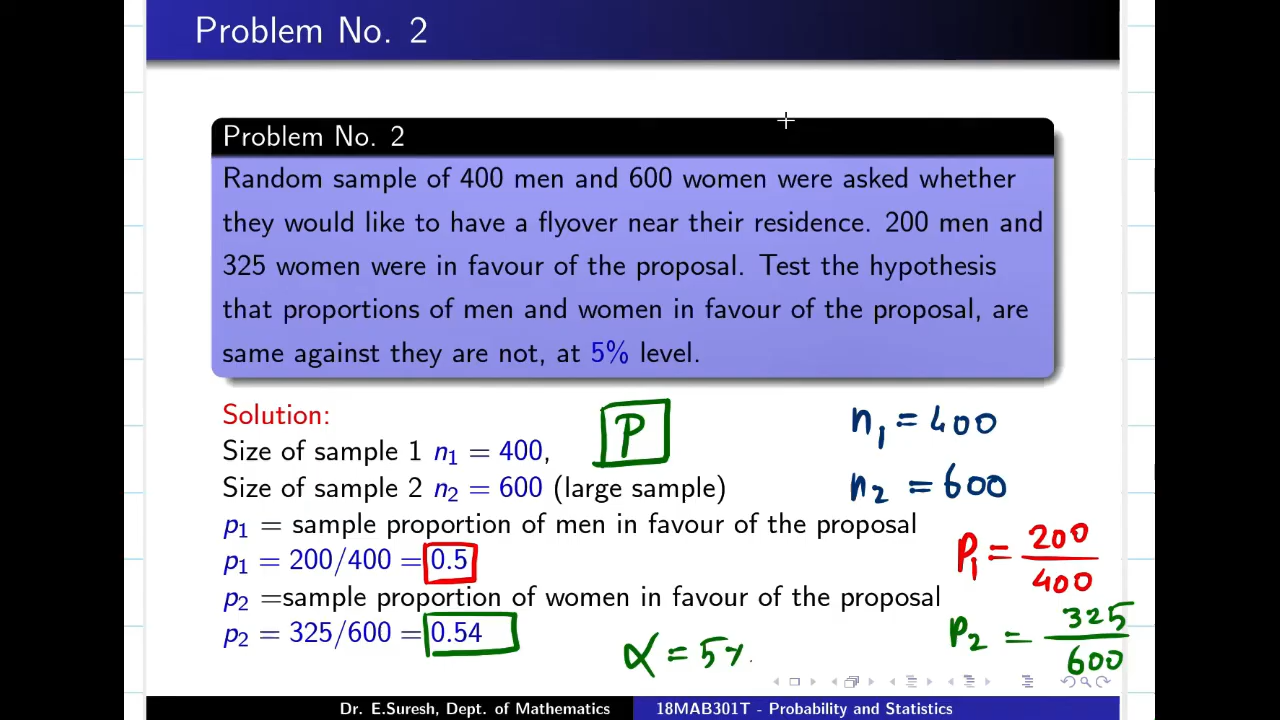 Problem No. 2
Problem No. 2
Random sample of 400 men and 600 women were asked whether
they would like to have a flyover near their residence. 200 men and
325 women were in favour of the proposal. Test the hypothesis
that proportions of men and women in favour of the proposal, are
same against they are not, at 5% level.
Solution:
Size of sample 1 n₁ = 400,
P
n₁ = 400
Size of sample 2 n₂ = 600 (large sample)
n₂ = 600
p₁ = sample proportion of men in favour of the proposal
p₁ = 200/400 = 0.5
P₁ = 200/400
p₂ =sample proportion of women in favour of the proposal
p₂ = 325/600 = 0.54
P₂ = 325/600
α = 5%
Dr. E.Suresh, Dept. of Mathematics
18MAB301T - Probability and Statistics